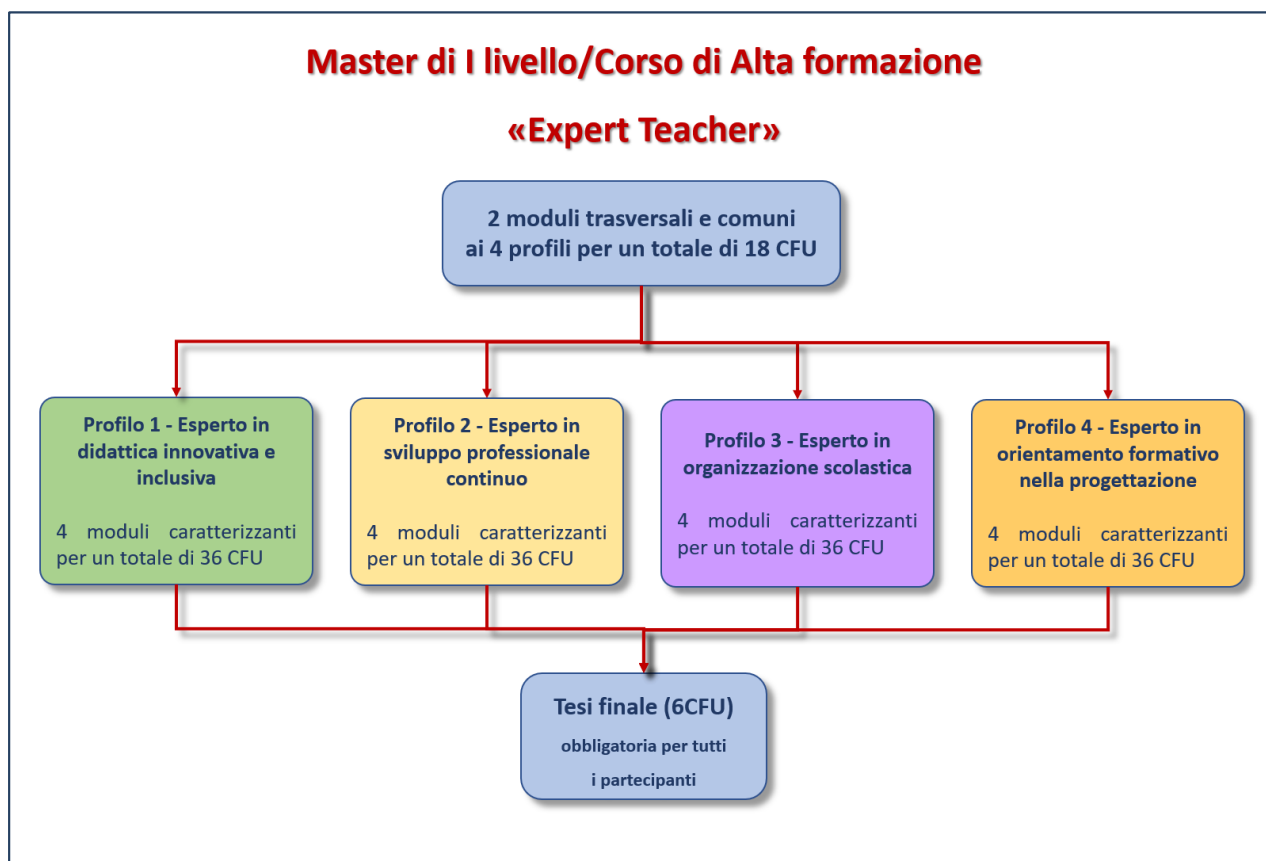 Master di I livello/Corso di Alta formazione
«Expert Teacher»
2 moduli trasversali e comuni
ai 4 profili per un totale di 18 CFU
Profilo 1 - Esperto in
didattica innovativa e
inclusiva
4 moduli caratterizzanti
per un totale di 36 CFU
Profilo 2 - Esperto in
sviluppo professionale
continuo
4 moduli caratterizzanti
per un totale di 36 CFU
Profilo 3 - Esperto in
organizzazione scolastica
4 moduli caratterizzanti
per un totale di 36 CFU
Profilo 4 - Esperto in
orientamento formativo
nella progettazione
4 moduli caratterizzanti
per un totale di 36 CFU
Tesi finale (6CFU)
obbligatoria per tutti
i partecipanti